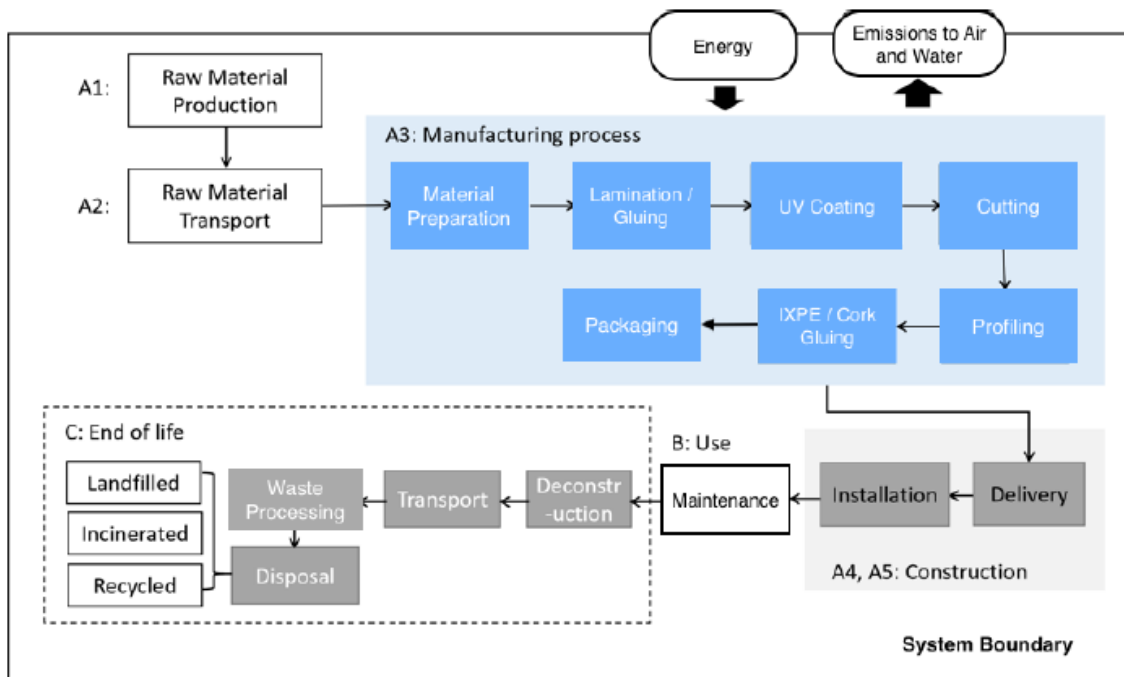 Energy
Emissions to Air
and Water
A1:
Raw Material
Production
A2:
Raw Material
Transport
A3: Manufacturing process
Material
Preparation
Lamination /
Gluing
UV Coating
Cutting
Packaging
IXPE / Cork
Gluing
Profiling
C: End of life
Landfilled
Incinerated
Recycled
Waste
Processing
Disposal
Transport
Deconstr
-uction
B: Use
Maintenance
Installation
Delivery
A4, A5: Construction
System Boundary